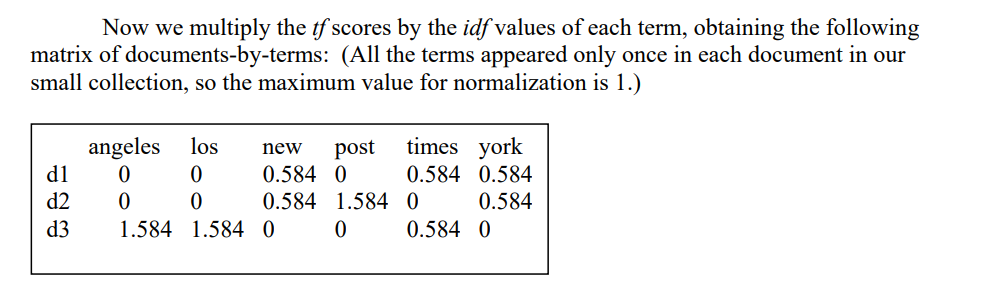 Now we multiply the tf scores by the idf values of each term, obtaining the following
matrix of documents-by-terms: (All the terms appeared only once in each document in our
small collection, so the maximum value for normalization is 1.)
angeles los new post times york
d1 0 0 0.584 0 0.584 0.584
d2 0 0 0.584 1.584 0 0.584
d3 1.584 1.584 0 0 0.584 0